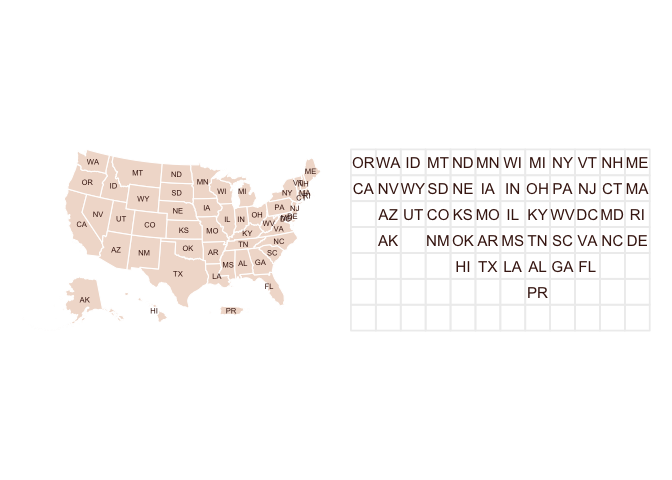 WA
OR
ID
MT
ND
MN
WI
MI
ME
NH
NY
SD
WY
NE
IA
IL
IN
OH
PA
NJ
DE
NV
UT
CO
KS
MO
KY
WV
VA
CA
AZ
NM
OK
AR
TN
NC
SC
TX
LA
MS
AL
GA
FL
AK
HI
PR
OR WA ID MT ND MN WI MI NY VT NH ME
CA NV WY SD NE IA IN OH PA NJ CT MA
AZ UT CO KS MO IL KY WV DC MD RI
AK NM OK AR MS TN SC VA NC DE
HI TX LA AL GA FL
PR